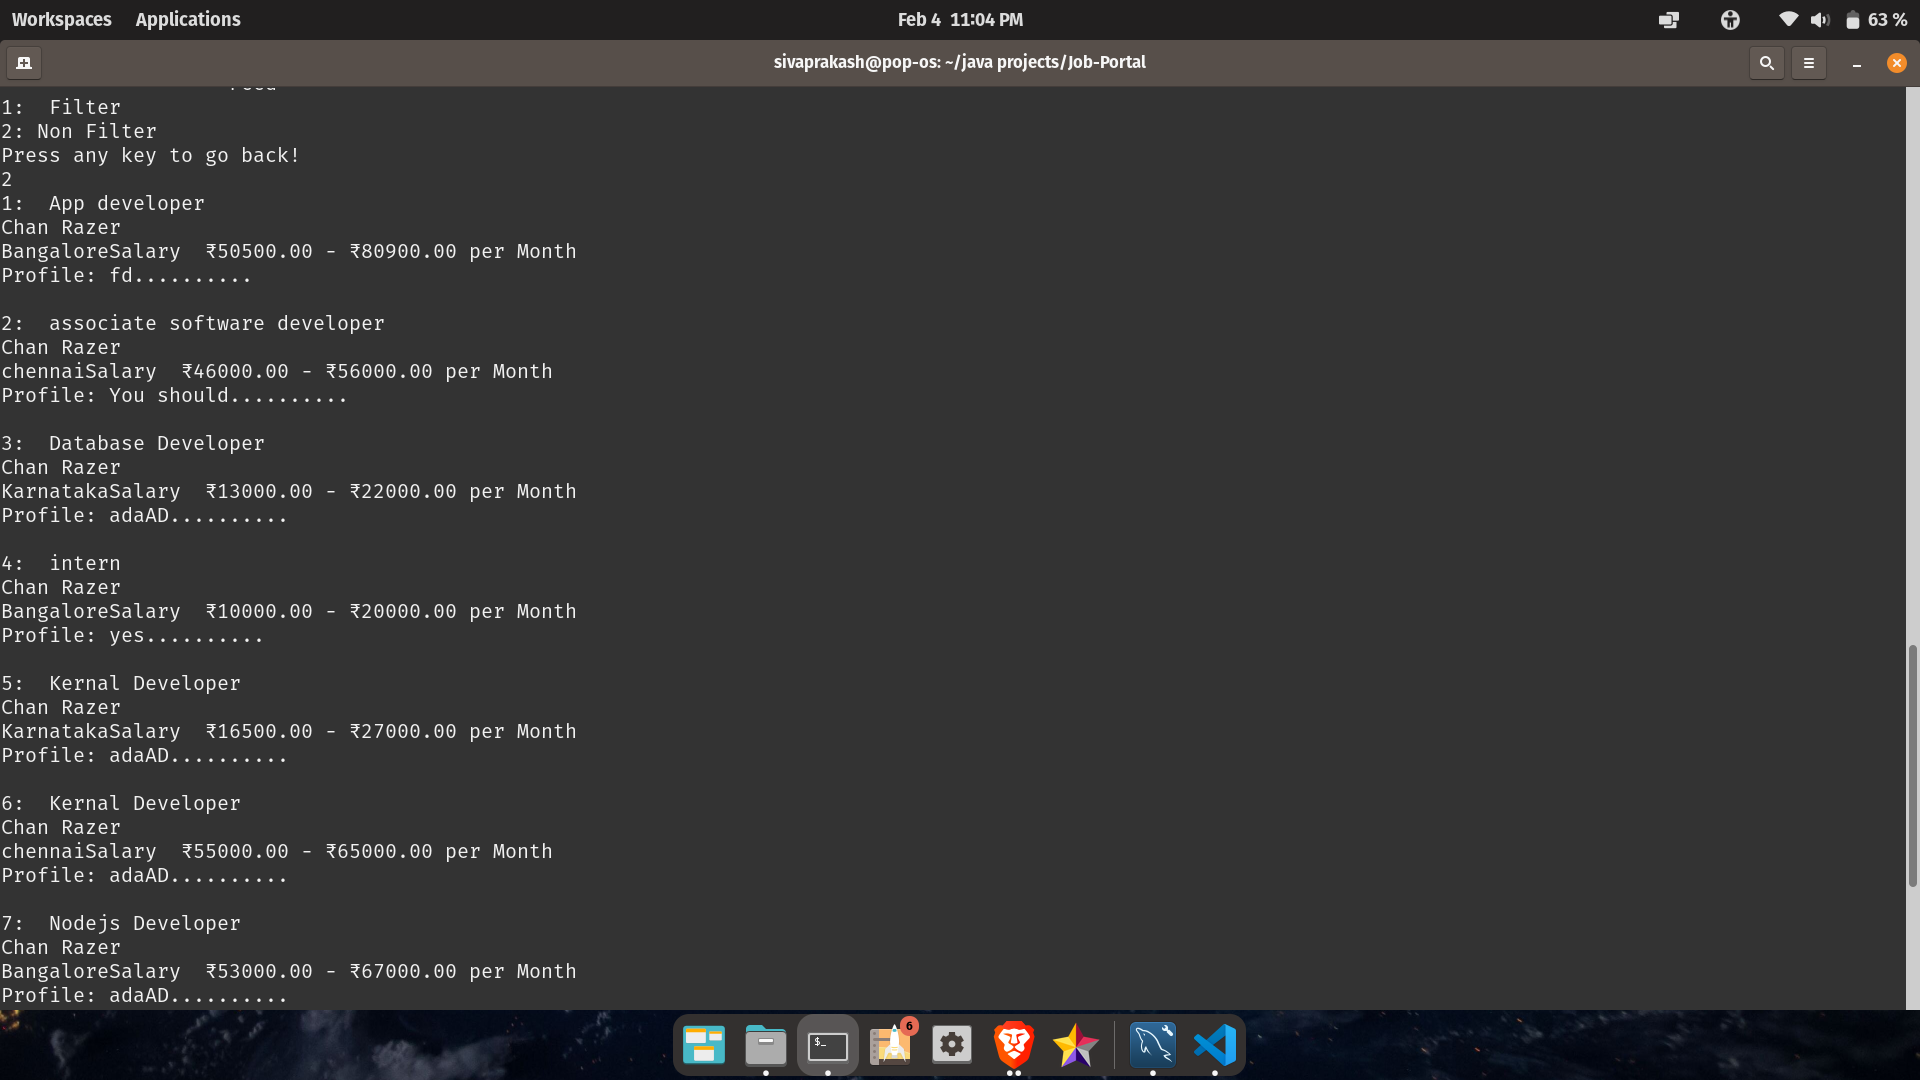 Workspaces Applications Feb 4 11:04 PM 63 %
sivaprakash@pop-os: ~/java projects/Job-Portal
1:  Filter
2: Non Filter
Press any key to go back!
2
1:  App developer
Chan Razer
BangaloreSalary  ₹50500.00 - ₹80900.00 per Month
Profile: fd..........
2:  associate software developer
Chan Razer
chennaiSalary  ₹46000.00 - ₹56000.00 per Month
Profile: You should..........
3:  Database Developer
Chan Razer
KarnatakaSalary  ₹13000.00 - ₹22000.00 per Month
Profile: adaAD..........
4:  intern
Chan Razer
BangaloreSalary  ₹10000.00 - ₹20000.00 per Month
Profile: yes..........
5:  Kernal Developer
Chan Razer
KarnatakaSalary  ₹16500.00 - ₹27000.00 per Month
Profile: adaAD..........
6:  Kernal Developer
Chan Razer
chennaiSalary  ₹55000.00 - ₹65000.00 per Month
Profile: adaAD..........
7:  Nodejs Developer
Chan Razer
BangaloreSalary  ₹53000.00 - ₹67000.00 per Month
Profile: adaAD..........
$_
6